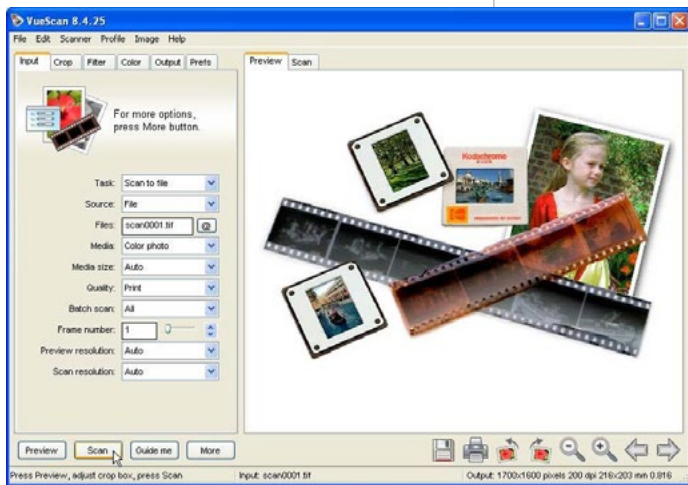 VueScan 8.4.25
File Edit Scanner Profile Image Help
Input Crop Filter Color Output Prefs
Preview Scan
For more options,
press More button.
Task: Scan to file
Source: File
Files: scan0001.tif @
Media: Color photo
Media size: Auto
Quality: Print
Batch scan: All
Frame number: 1
Preview resolution: Auto
Scan resolution: Auto
Kodachrome
Preview Scan Guide me More
Press Preview, adjust crop box, press Scan Input: scan0001.tif Output: 1700x1600 pixels 200 dpi 216x203 mm 0.816